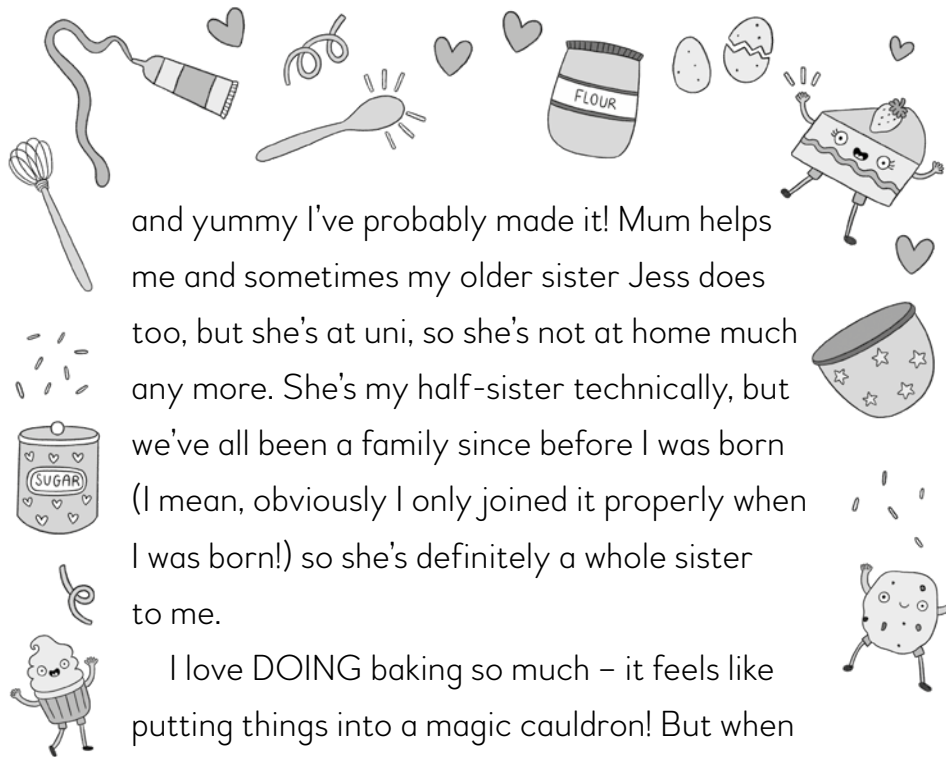 FLOUR
and yummy I’ve probably made it! Mum helps
me and sometimes my older sister Jess does
too, but she’s at uni, so she’s not at home much
any more. She’s my half-sister technically, but
we’ve all been a family since before I was born
(I mean, obviously I only joined it properly when
I was born!) so she’s definitely a whole sister
to me.
SUGAR
I love DOING baking so much – it feels like
putting things into a magic cauldron! But when